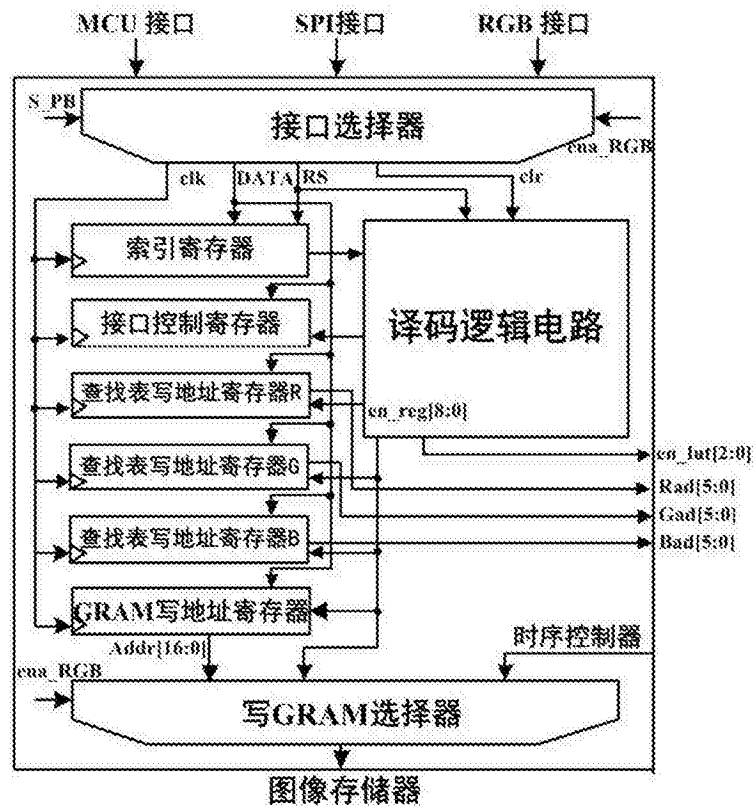 MCU 接口 SPI接口 RGB 接口
S_PB
接口选择器
ena_RGB
clk DATA RS clr
索引寄存器
接口控制寄存器
译码逻辑电路
查找表写地址寄存器R
en_reg[8:0]
查找表写地址寄存器G
en_lut[2:0]
Rad[5:0]
Gad[5:0]
查找表写地址寄存器B
Bad[5:0]
GRAM写地址寄存器
Addr[16:0]
时序控制器
ena_RGB
写GRAM选择器
图像存储器